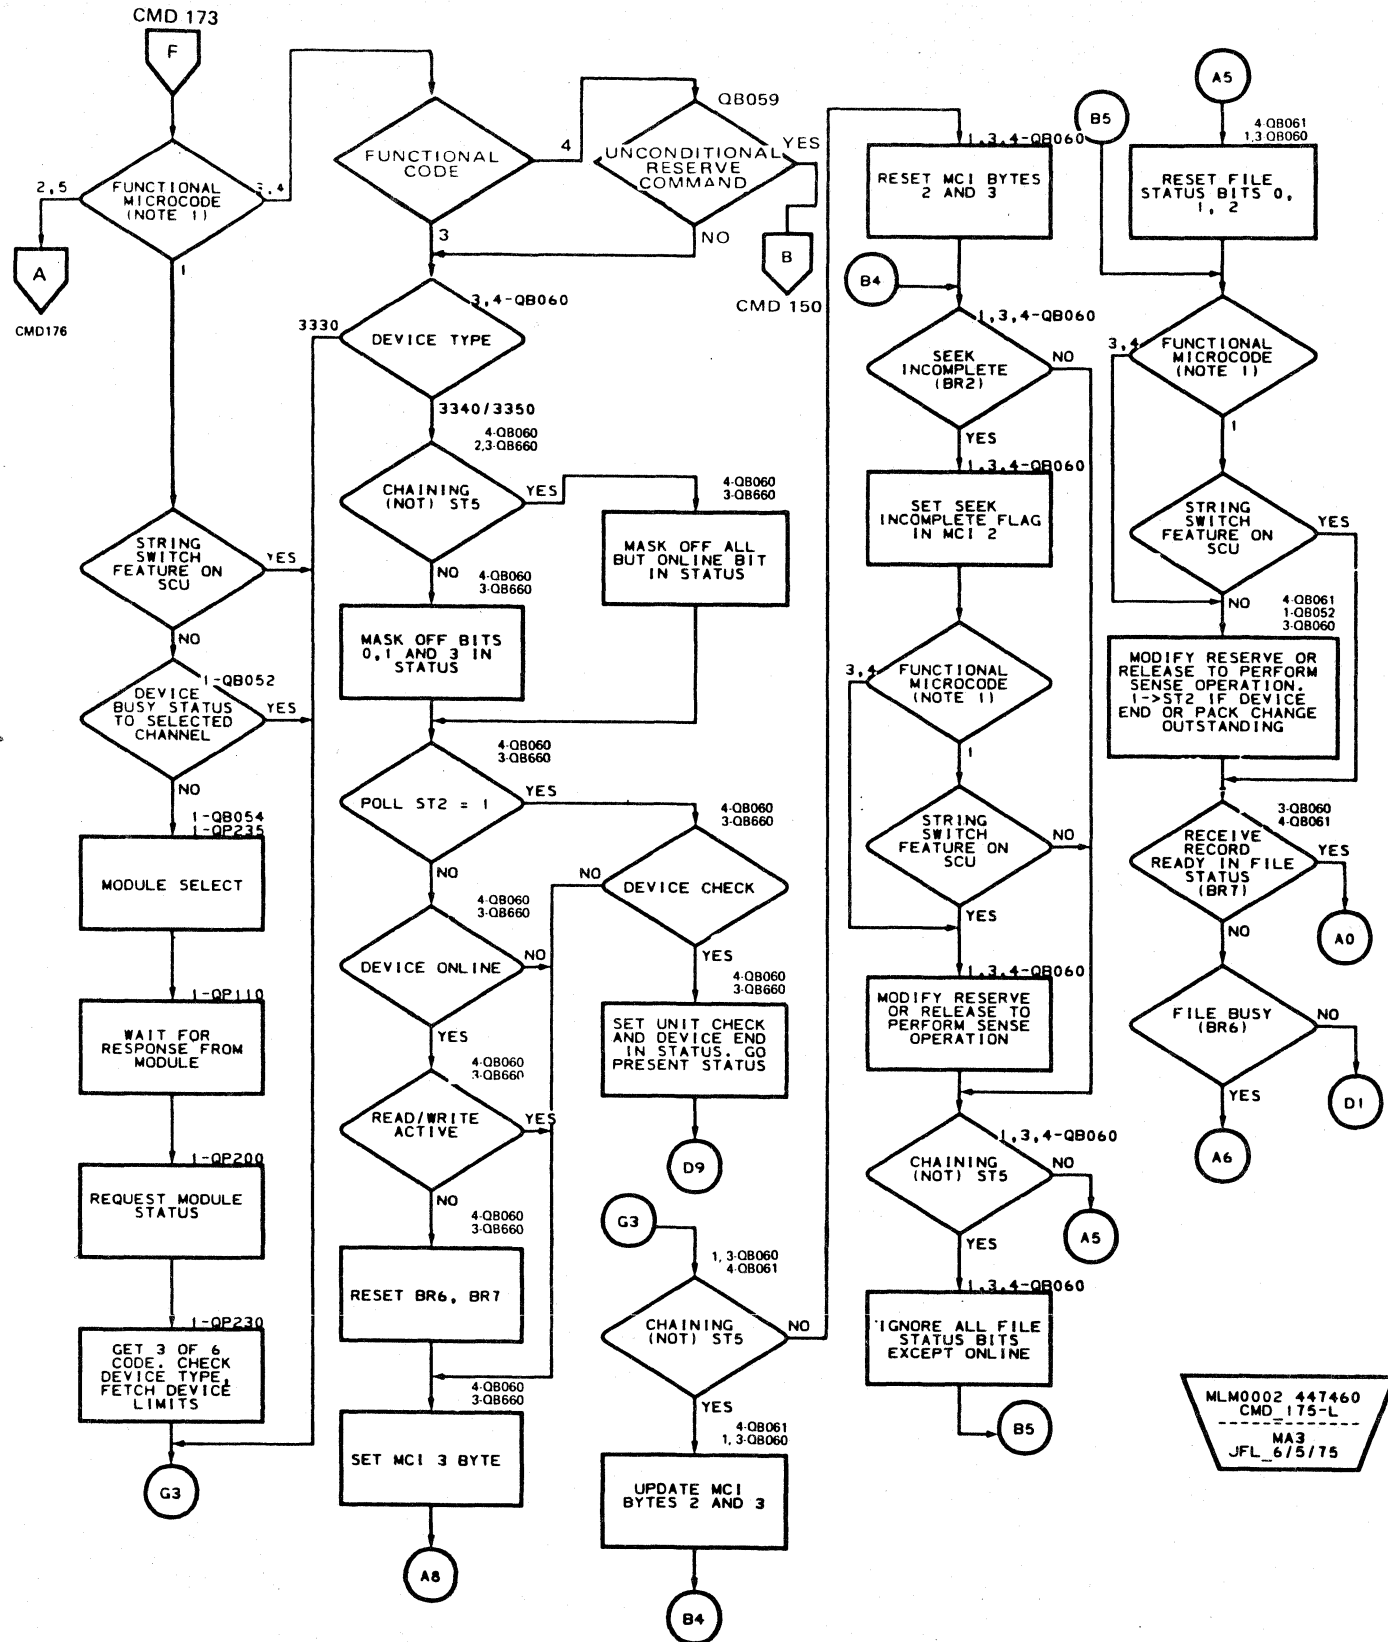 CMD 173
F
FUNCTIONAL
MICROCODE
(NOTE 1)
2,5
3,4
1
A
CMD176
STRING
SWITCH
FEATURE ON
SCU
YES
NO
1-QB052
DEVICE
BUSY STATUS
TO SELECTED
CHANNEL
YES
NO
1-QB054
1-QP235
MODULE SELECT
1-QP110
WAIT FOR
RESPONSE FROM
MODULE
1-QP200
REQUEST MODULE
STATUS
1-QP230
GET 3 OF 6
CODE. CHECK
DEVICE TYPE,
FETCH DEVICE
LIMITS
G3
FUNCTIONAL
CODE
4
3
QB059
UNCONDITIONAL
RESERVE
COMMAND
YES
NO
B
CMD 150
3,4-QB060
DEVICE TYPE
3330
3340/3350
4-QB060
2,3-QB660
CHAINING
(NOT) ST5
YES
NO
4-QB060
3-QB660
MASK OFF ALL
BUT ONLINE BIT
IN STATUS
4-QB060
3-QB660
MASK OFF BITS
0,1 AND 3 IN
STATUS
4-QB060
3-QB660
POLL ST2 = 1
YES
NO
4-QB060
3-QB660
DEVICE CHECK
NO
YES
4-QB060
3-QB660
DEVICE ONLINE
NO
YES
4-QB060
3-QB660
SET UNIT CHECK
AND DEVICE END
IN STATUS. GO
PRESENT STATUS
D9
4-QB060
3-QB660
READ/WRITE
ACTIVE
YES
NO
4-QB060
3-QB660
RESET BR6, BR7
4-QB060
3-QB660
SET MCI 3 BYTE
A8
G3
1,3-QB060
4-QB061
CHAINING
(NOT) ST5
NO
YES
4-QB061
1,3-QB060
UPDATE MCI
BYTES 2 AND 3
B4
1,3,4-QB060
RESET MCI BYTES
2 AND 3
B4
1,3,4-QB060
SEEK
INCOMPLETE
(BR2)
NO
YES
1,3,4-QB060
SET SEEK
INCOMPLETE FLAG
IN MCI 2
FUNCTIONAL
MICROCODE
(NOTE 1)
3,4
1
STRING
SWITCH
FEATURE ON
SCU
NO
YES
1,3,4-QB060
MODIFY RESERVE
OR RELEASE TO
PERFORM SENSE
OPERATION
1,3,4-QB060
CHAINING
(NOT) ST5
NO
A5
YES
1,3,4-QB060
IGNORE ALL FILE
STATUS BITS
EXCEPT ONLINE
B5
A5
B5
4-QB061
1,3-QB060
RESET FILE
STATUS BITS 0,
1, 2
FUNCTIONAL
MICROCODE
(NOTE 1)
3,4
1
STRING
SWITCH
FEATURE ON
SCU
YES
NO
4-QB061
1-QB052
3-QB060
MODIFY RESERVE OR
RELEASE TO PERFORM
SENSE OPERATION.
1->ST2 IF DEVICE
END OR PACK CHANGE
OUTSTANDING
3-QB060
4-QB061
RECEIVE
RECORD
READY IN FILE
STATUS
(BR7)
YES
A0
NO
FILE BUSY
(BR6)
NO
D1
YES
A6
MLM0002 447460
CMD_175-L
--------------
MA3
JFL_6/5/75